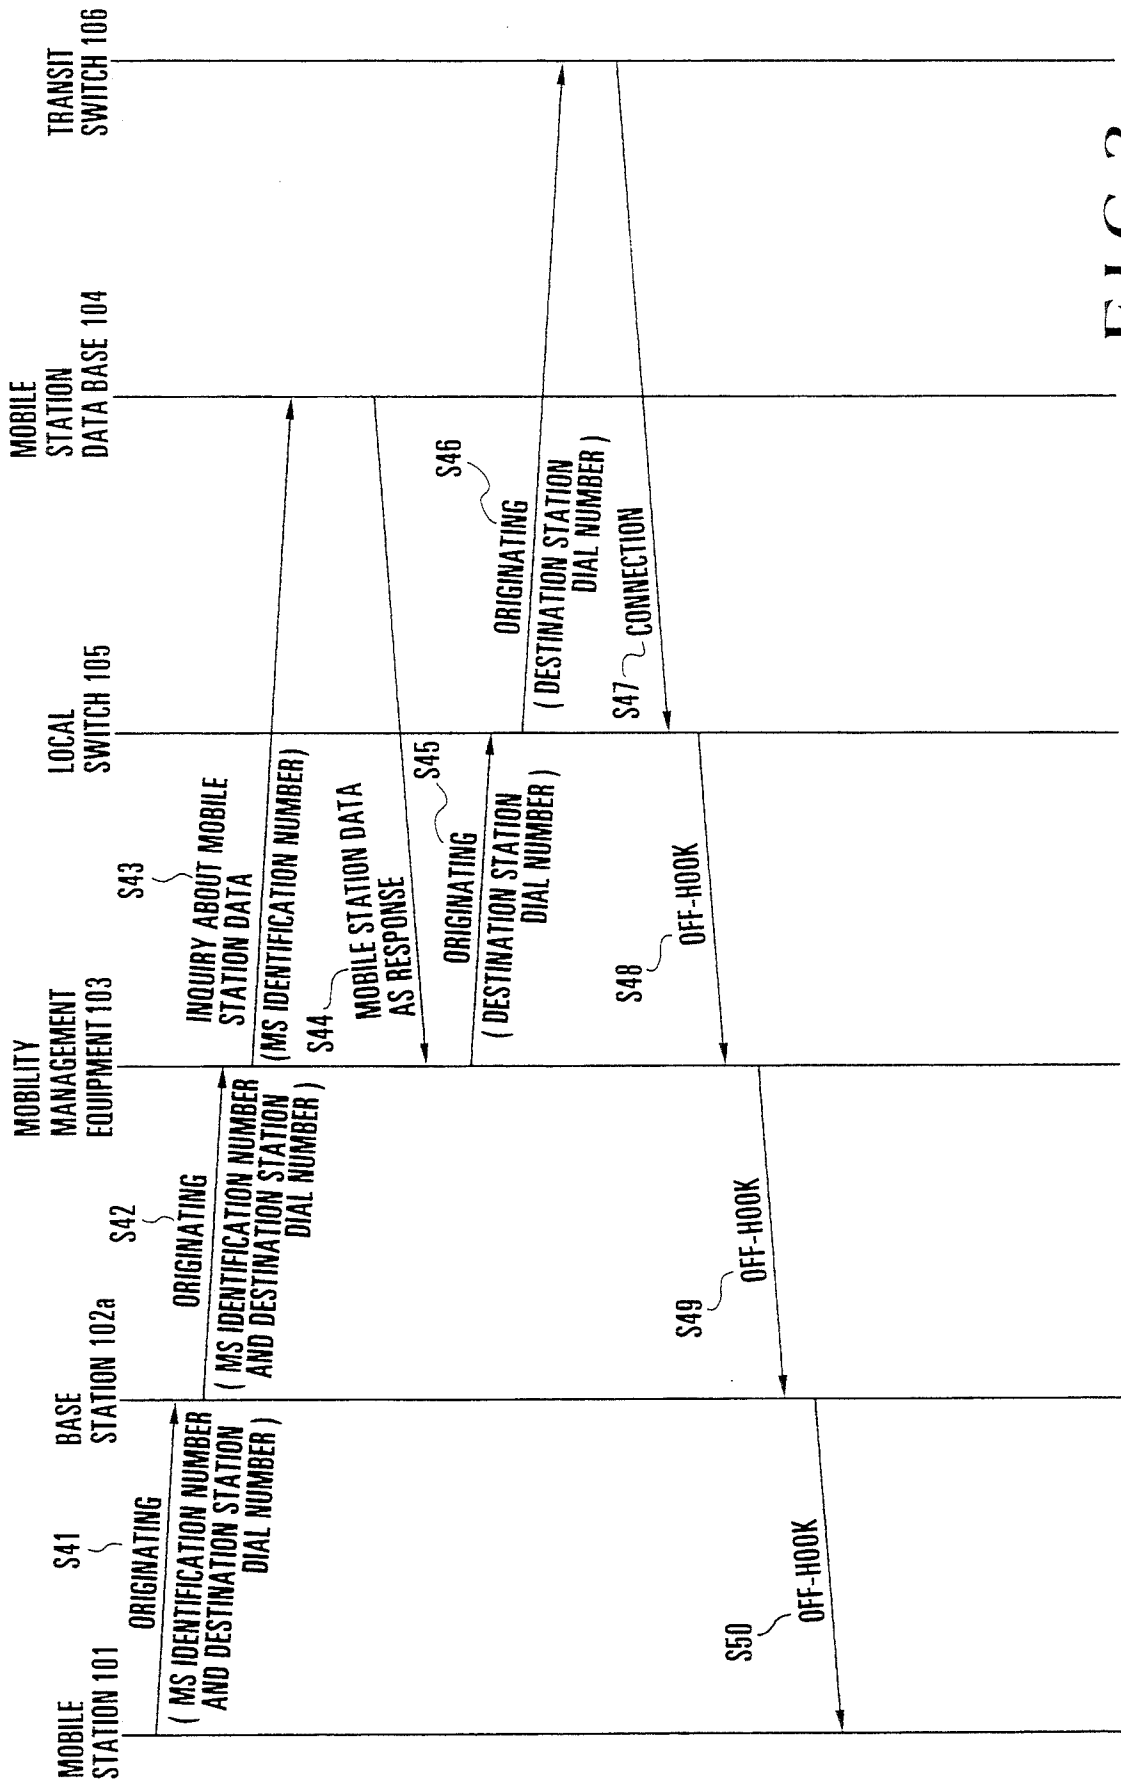 MOBILE
STATION 101
BASE
STATION 102a
MOBILITY
MANAGEMENT
EQUIPMENT 103
LOCAL
SWITCH 105
MOBILE
STATION
DATA BASE 104
TRANSIT
SWITCH 106
S41
ORIGINATING
( MS IDENTIFICATION NUMBER
AND DESTINATION STATION
DIAL NUMBER )
S42
ORIGINATING
( MS IDENTIFICATION NUMBER
AND DESTINATION STATION
DIAL NUMBER )
S43
INQUIRY ABOUT MOBILE
STATION DATA
(MS IDENTIFICATION NUMBER)
S44
MOBILE STATION DATA
AS RESPONSE
S45
ORIGINATING
( DESTINATION STATION
DIAL NUMBER )
S46
ORIGINATING
( DESTINATION STATION
DIAL NUMBER )
S47 CONNECTION
S48
OFF-HOOK
S49
OFF-HOOK
S50
OFF-HOOK